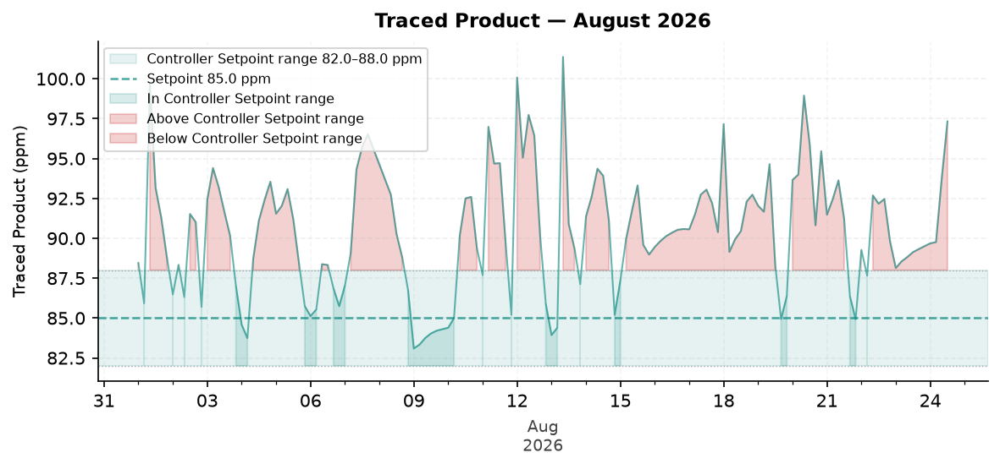 Traced Product — August 2026
Controller Setpoint range 82.0–88.0 ppm
Setpoint 85.0 ppm
In Controller Setpoint range
Above Controller Setpoint range
Below Controller Setpoint range
Traced Product (ppm)
100.0
97.5
95.0
92.5
90.0
87.5
85.0
82.5
31 03 06 09 12 15 18 21 24
Aug
2026